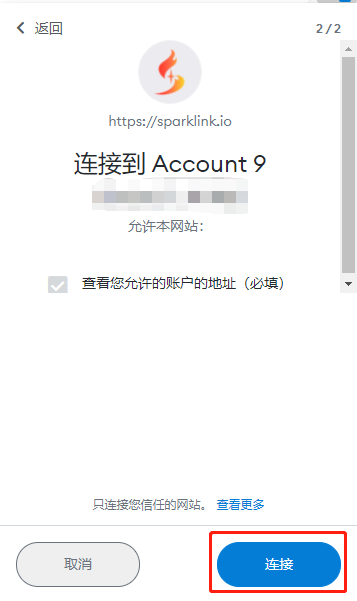 返回
2/2
https://sparklink.io
连接到 Account 9
允许本网站：
查看您允许的账户的地址（必填）
只连接您信任的网站。 查看更多
取消
连接